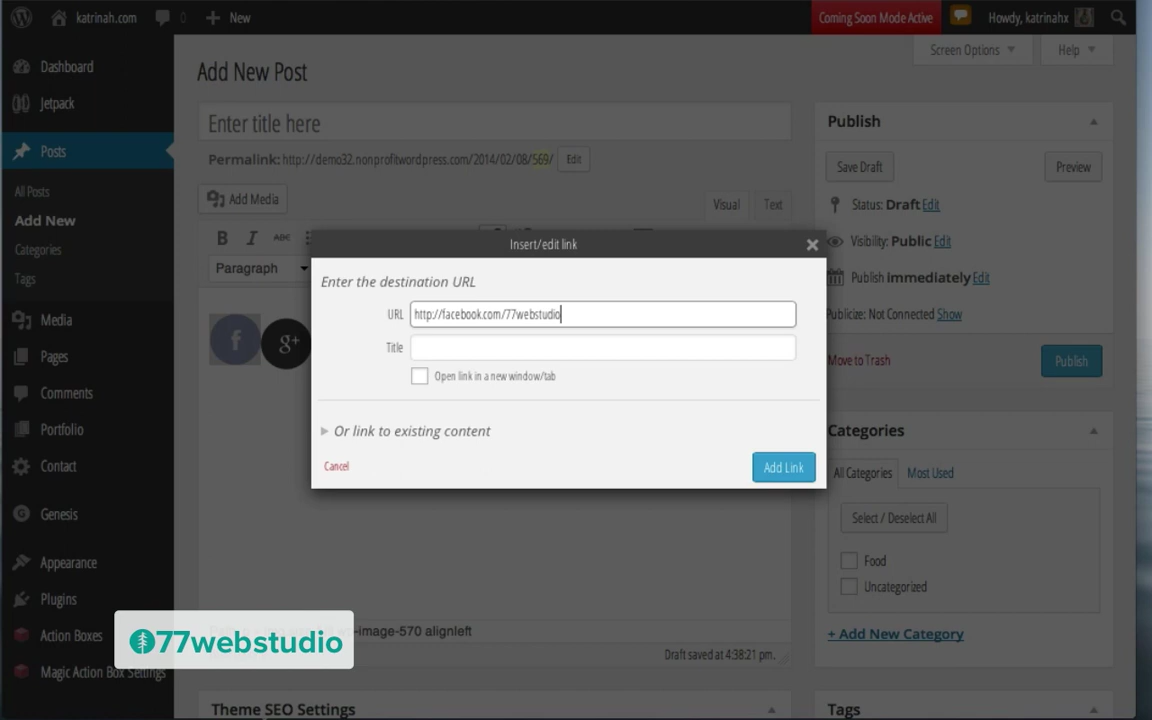 katrinah.com 0 New Coming Soon Mode Active Howdy, katrinahx
Screen Options Help
Dashboard
Jetpack
Posts
All Posts
Add New
Categories
Tags
Media
Pages
Comments
Portfolio
Contact
Genesis
Appearance
Plugins
Action Boxes
Magic Action Box Settings
Add New Post
Enter title here
Permalink: http://demo32.nonprofitwordpress.com/2014/02/08/569/ Edit
Add Media
Visual Text
B I ABC
Paragraph
f g+
Insert/edit link
Enter the destination URL
URL http://facebook.com/77webstudio
Title
Open link in a new window/tab
Or link to existing content
Cancel Add Link
-image-570 alignleft
Draft saved at 4:38:21 pm.
Theme SEO Settings
Publish
Save Draft Preview
Status: Draft Edit
Visibility: Public Edit
Publish immediately Edit
Publicize: Not Connected Show
Move to Trash Publish
Categories
All Categories Most Used
Select / Deselect All
Food
Uncategorized
+ Add New Category
Tags
77webstudio